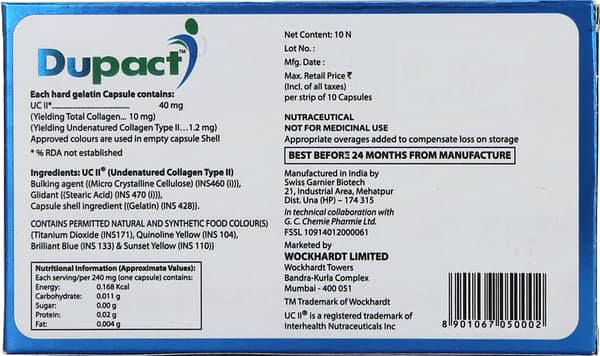 Dupact™
Each hard gelatin Capsule contains:
UC II*........................... 40 mg
(Yielding Total Collagen... 10 mg)
(Yielding Undenatured Collagen Type II...1.2 mg)
Approved colours are used in empty capsule Shell
* % RDA not established
Ingredients: UC II® (Undenatured Collagen Type II)
Bulking agent {(Micro Crystalline Cellulose) (INS460 (i))},
Glidant {(Stearic Acid) (INS 470 (i))},
Capsule shell ingredient {(Gelatin) (INS 428)}.
CONTAINS PERMITTED NATURAL AND SYNTHETIC FOOD COLOUR(S)
{Titanium Dioxide (INS171), Quinoline Yellow (INS 104),
Brilliant Blue (INS 133) & Sunset Yellow (INS 110)}
Nutritional Information (Approximate Values):
Each serving/per 240 mg (one capsule) contains:
Energy: 0.168 Kcal
Carbohydrate: 0.011 g
Sugar: 0.00 g
Protein: 0.02 g
Fat: 0.004 g
Net Content: 10 N
Lot No. :
Mfg. Date :
Max. Retail Price ₹
(Incl. of all taxes)
per strip of 10 Capsules
NUTRACEUTICAL
NOT FOR MEDICINAL USE
Appropriate overages added to compensate loss on storage
BEST BEFORE 24 MONTHS FROM MANUFACTURE
Manufactured in India by
Swiss Garnier Biotech
21, Industrial Area, Mehatpur
Dist. Una (HP) – 174 315
In technical collaboration with
G. C. Chemie Pharmie Ltd.
FSSL 10914012000061
Marketed by
WOCKHARDT LIMITED
Wockhardt Towers
Bandra-Kurla Complex
Mumbai - 400 051
TM Trademark of Wockhardt
UC II® is a registered trademark of
Interhealth Nutraceuticals Inc
8 901067 050002